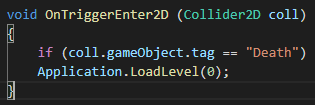 void OnTriggerEnter2D (Collider2D coll)
{
if (coll.gameObject.tag == "Death")
Application.LoadLevel(0);
}